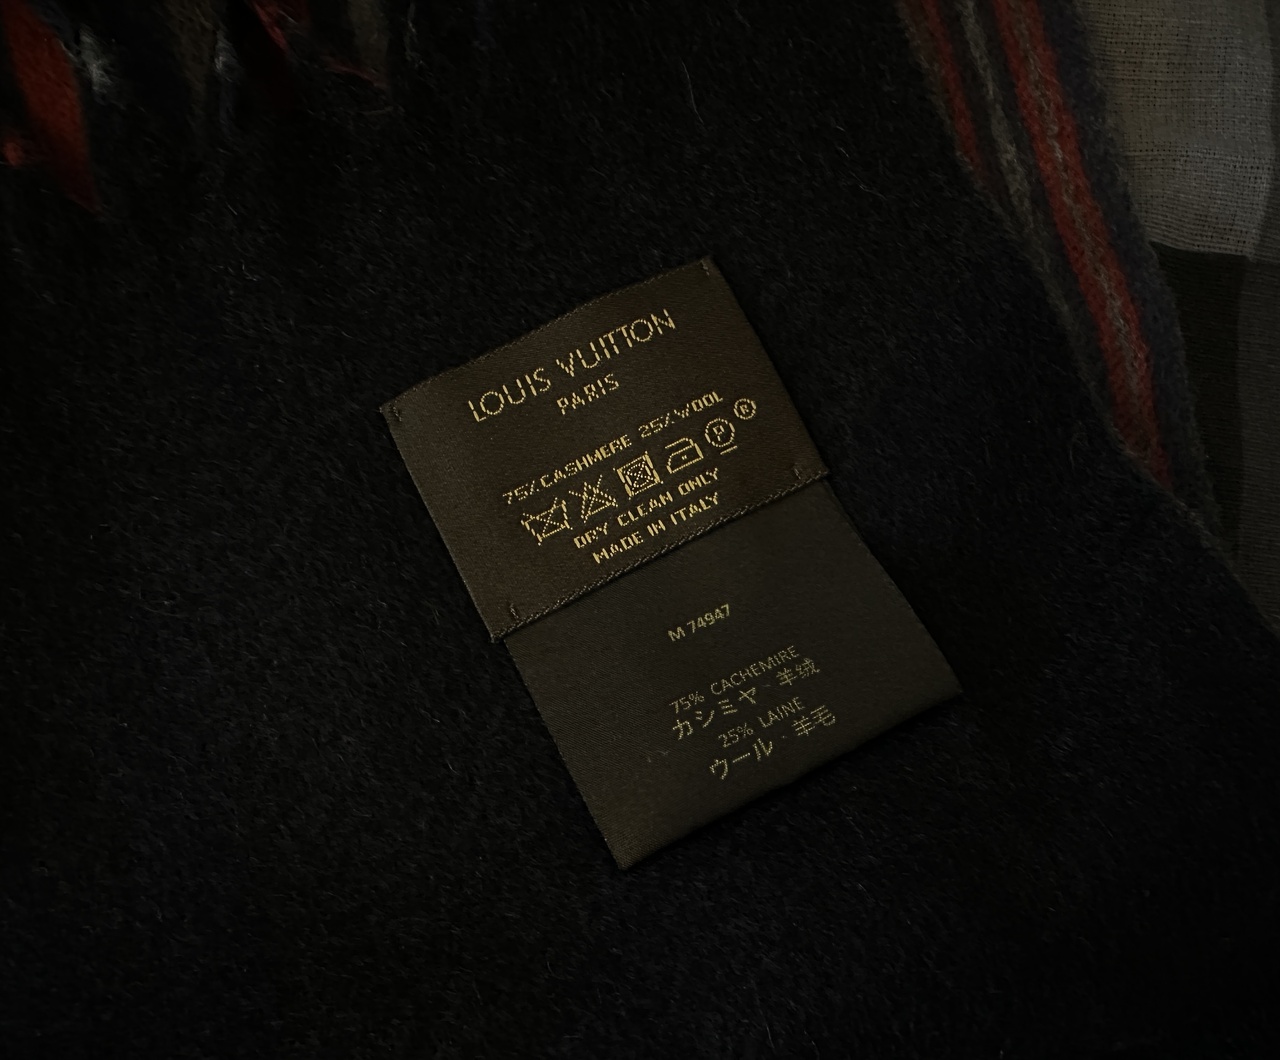 LOUIS VUITTON
PARIS
75% CASHMERE 25% WOOL
P ®
DRY CLEAN ONLY
MADE IN ITALY
M 74947
75% CACHEMIRE
カシミヤ · 羊绒
25% LAINE
ウール · 羊毛